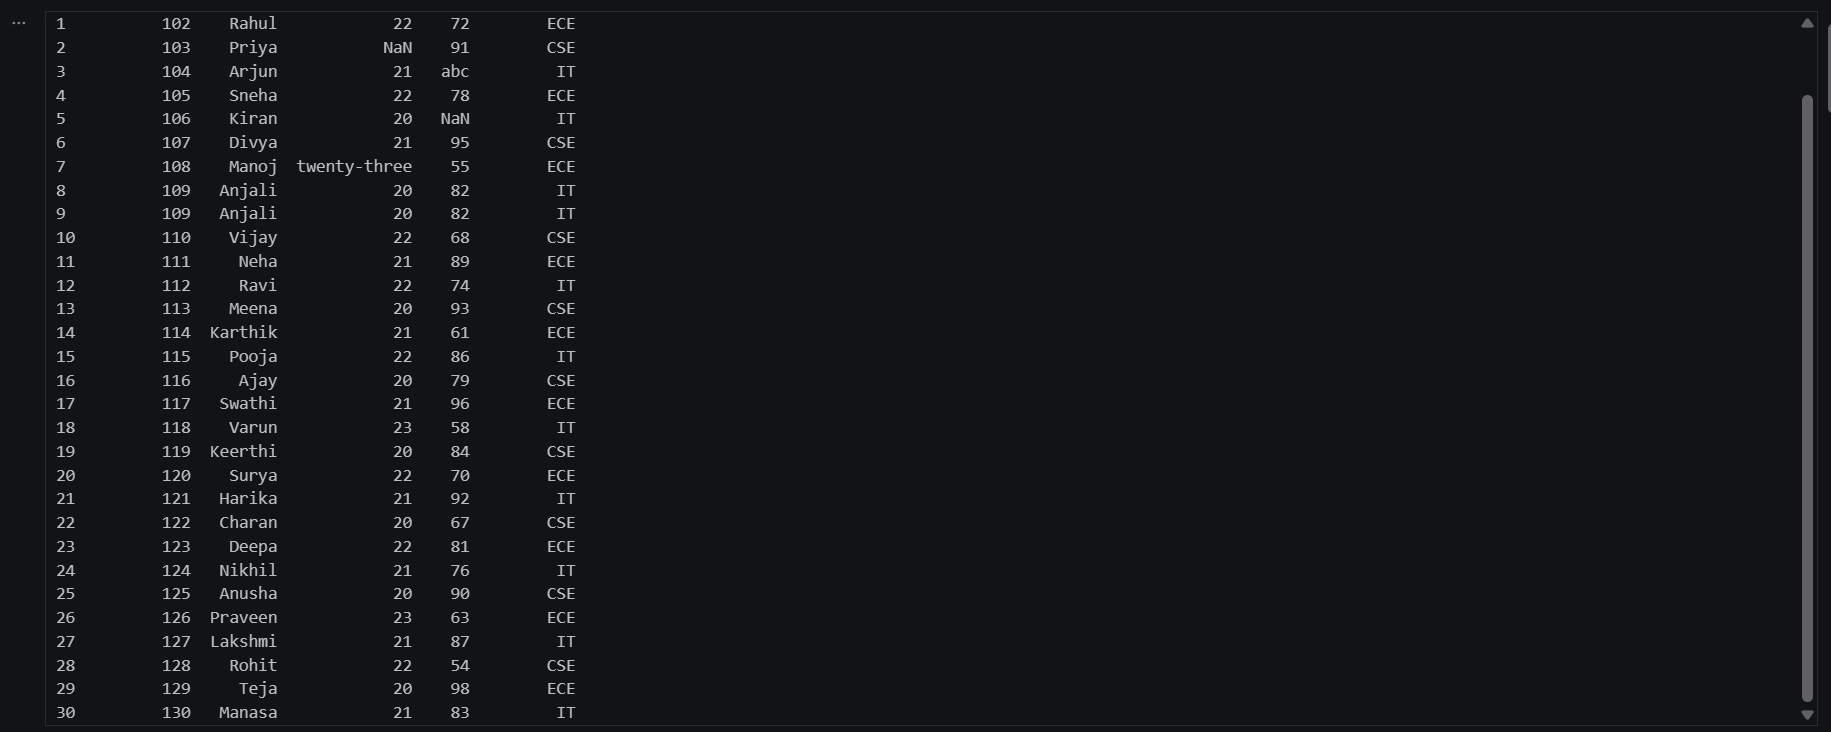 1 102 Rahul 22 72 ECE
2 103 Priya NaN 91 CSE
3 104 Arjun 21 abc IT
4 105 Sneha 22 78 ECE
5 106 Kiran 20 NaN IT
6 107 Divya 21 95 CSE
7 108 Manoj twenty-three 55 ECE
8 109 Anjali 20 82 IT
9 109 Anjali 20 82 IT
10 110 Vijay 22 68 CSE
11 111 Neha 21 89 ECE
12 112 Ravi 22 74 IT
13 113 Meena 20 93 CSE
14 114 Karthik 21 61 ECE
15 115 Pooja 22 86 IT
16 116 Ajay 20 79 CSE
17 117 Swathi 21 96 ECE
18 118 Varun 23 58 IT
19 119 Keerthi 20 84 CSE
20 120 Surya 22 70 ECE
21 121 Harika 21 92 IT
22 122 Charan 20 67 CSE
23 123 Deepa 22 81 ECE
24 124 Nikhil 21 76 IT
25 125 Anusha 20 90 CSE
26 126 Praveen 23 63 ECE
27 127 Lakshmi 21 87 IT
28 128 Rohit 22 54 CSE
29 129 Teja 20 98 ECE
30 130 Manasa 21 83 IT